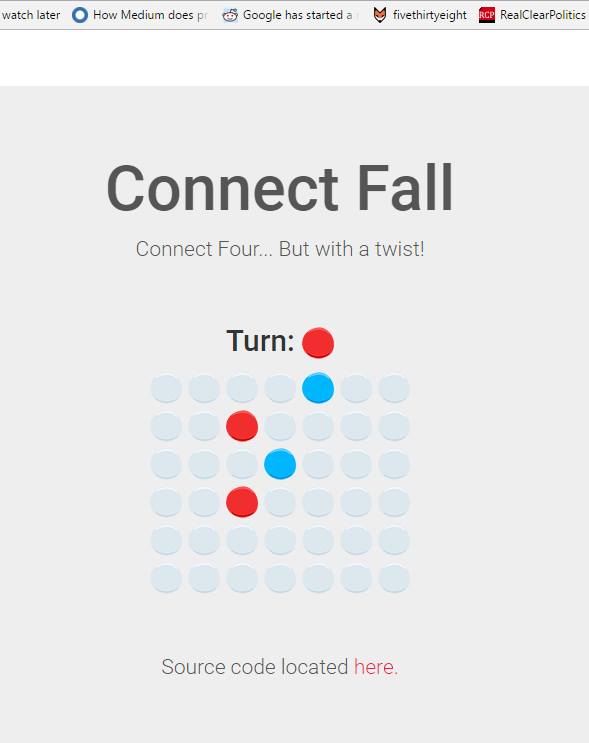 watch later How Medium does pr Google has started a fivethirtyeight RCP RealClearPolitics
Connect Fall
Connect Four... But with a twist!
Turn:
Source code located here.